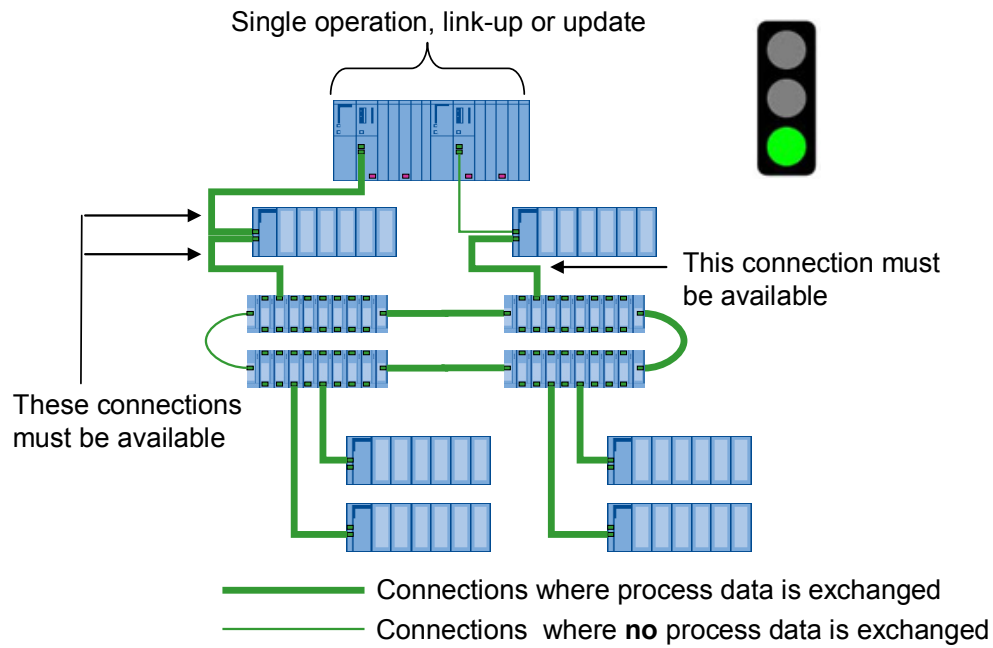 Single operation, link-up or update
This connection must
be available
These connections
must be available
Connections where process data is exchanged
Connections where no process data is exchanged